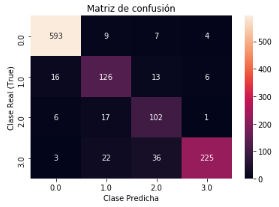 Matriz de confusión
Clase Real (True)
0.0 593 9 7 4
1.0 16 126 13 6
2.0 6 17 102 1
3.0 3 22 36 225
0.0 1.0 2.0 3.0
Clase Predicha
500
400
300
200
100
0